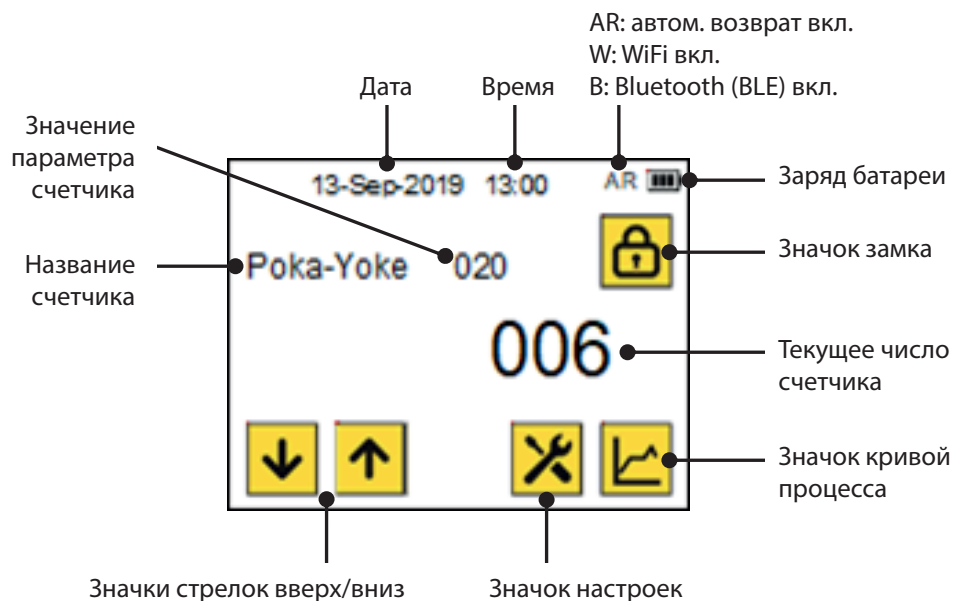 AR: автом. возврат вкл.
W: WiFi вкл.
B: Bluetooth (BLE) вкл.
Дата
Время
Значение
параметра
счетчика
13-Sep-2019 13:00 AR
Заряд батареи
Значок замка
Название
счетчика
Poka-Yoke 020
006
Текущее число
счетчика
Значок кривой
процесса
Значки стрелок вверх/вниз
Значок настроек